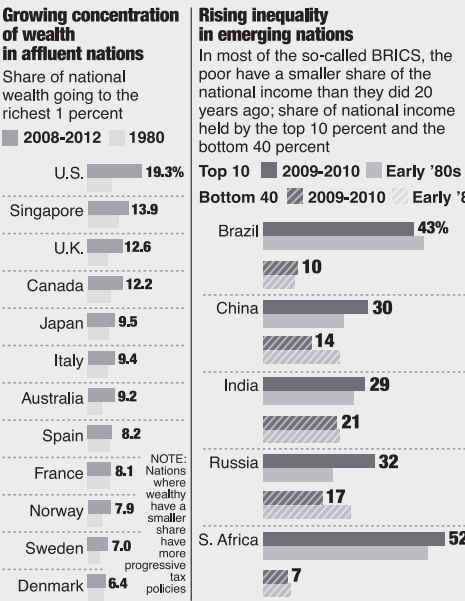 Growing concentration
of wealth
in affluent nations
Share of national
wealth going to the
richest 1 percent
2008-2012 1980
U.S. 19.3%
Singapore 13.9
U.K. 12.6
Canada 12.2
Japan 9.5
Italy 9.4
Australia 9.2
Spain 8.2
France 8.1
Norway 7.9
Sweden 7.0
Denmark 6.4
NOTE:
Nations
where
wealthy
have a
smaller
share
have
more
progressive
tax
policies
Rising inequality
in emerging nations
In most of the so-called BRICS, the
poor have a smaller share of the
national income than they did 20
years ago; share of national income
held by the top 10 percent and the
bottom 40 percent
Top 10 2009-2010 Early '80s
Bottom 40 2009-2010 Early '8
Brazil 43%
10
China 30
14
India 29
21
Russia 32
17
S. Africa 52
7